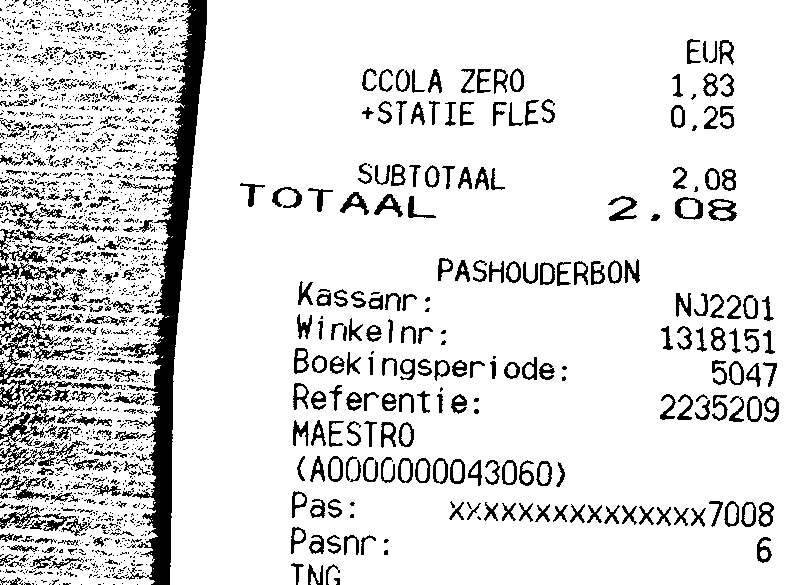 EUR
CCOLA ZERO 1,83
+STATIE FLES 0,25
SUBTOTAAL 2,08
TOTAAL 2.08
PASHOUDERBON
Kassanr: NJ2201
Winkelnr: 1318151
Boekingsperiode: 5047
Referentie: 2235209
MAESTRO
(A0000000043060)
Pas: xxxxxxxxxxxxxxx7008
Pasnr: 6
ING